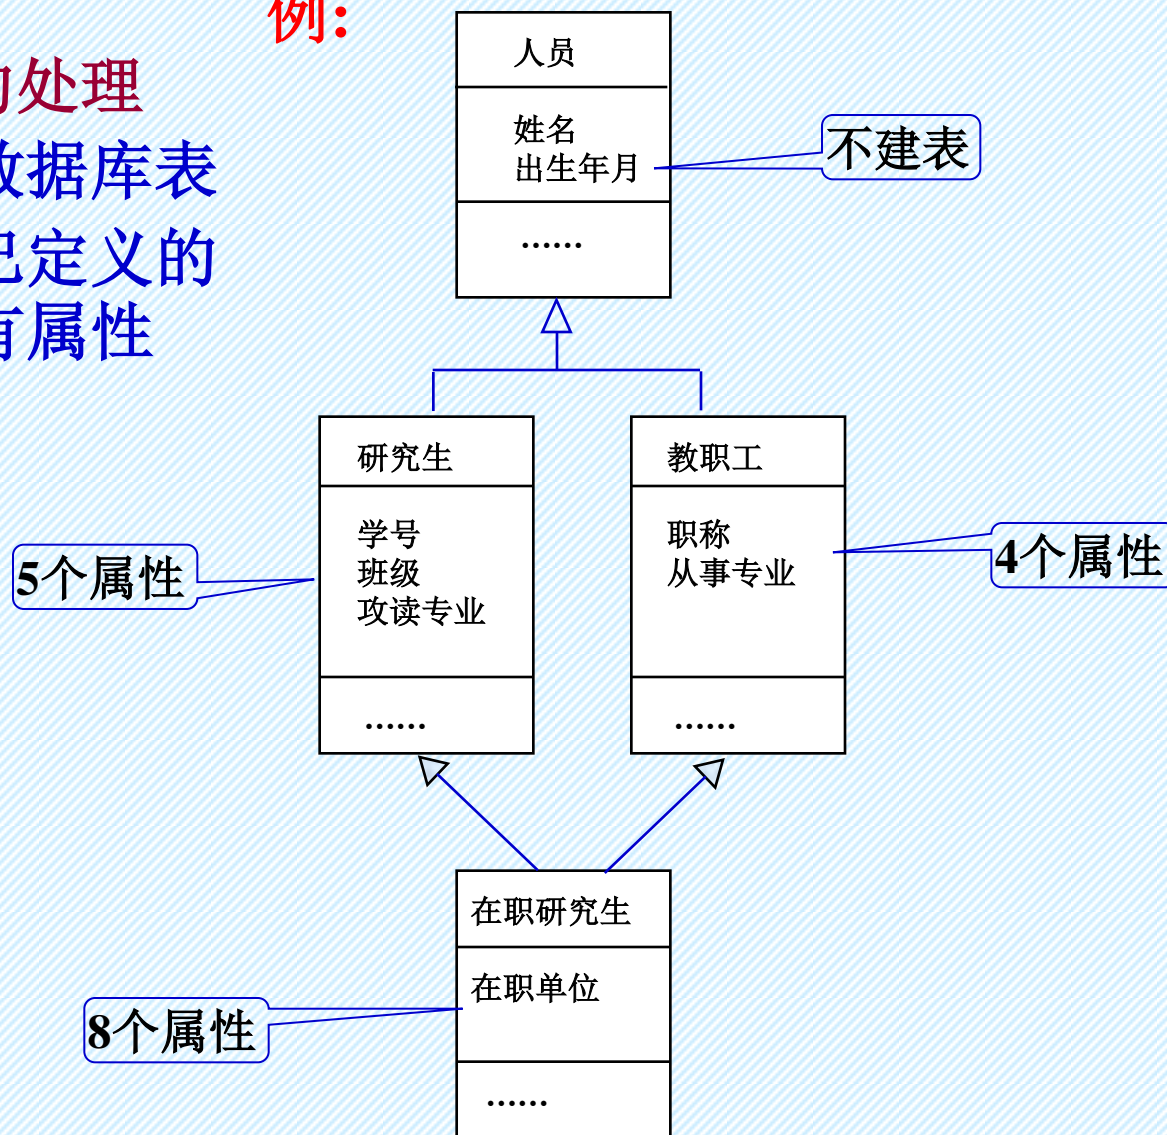 例:
的处理
数据库表
已定义的
有属性
人员
姓名
出生年月
......
不建表
研究生
学号
班级
攻读专业
......
5个属性
教职工
职称
从事专业
......
4个属性
在职研究生
在职单位
......
8个属性